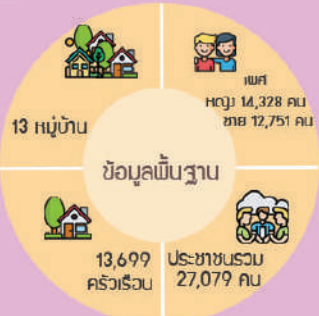 13 หมู่บ้าน
เพศ
หญิง 14,328 คน
ชาย 12,751 คน
ข้อมูลพื้นฐาน
13,699
ครัวเรือน
ประชาชนรวม
27,079 คน